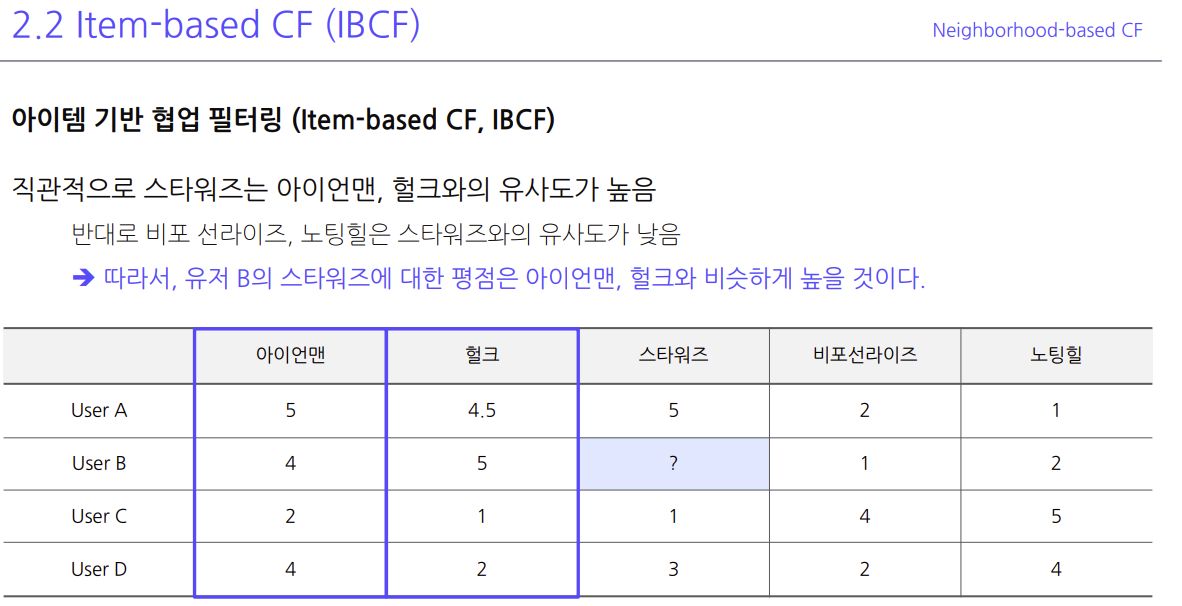 2.2 Item-based CF (IBCF)
Neighborhood-based CF
아이템 기반 협업 필터링 (Item-based CF, IBCF)
직관적으로 스타워즈는 아이언맨, 헐크와의 유사도가 높음
반대로 비포 선라이즈, 노팅힐은 스타워즈와의 유사도가 낮음
➔ 따라서, 유저 B의 스타워즈에 대한 평점은 아이언맨, 헐크와 비슷하게 높을 것이다.
아이언맨 헐크 스타워즈 비포선라이즈 노팅힐
User A 5 4.5 5 2 1
User B 4 5 ? 1 2
User C 2 1 1 4 5
User D 4 2 3 2 4